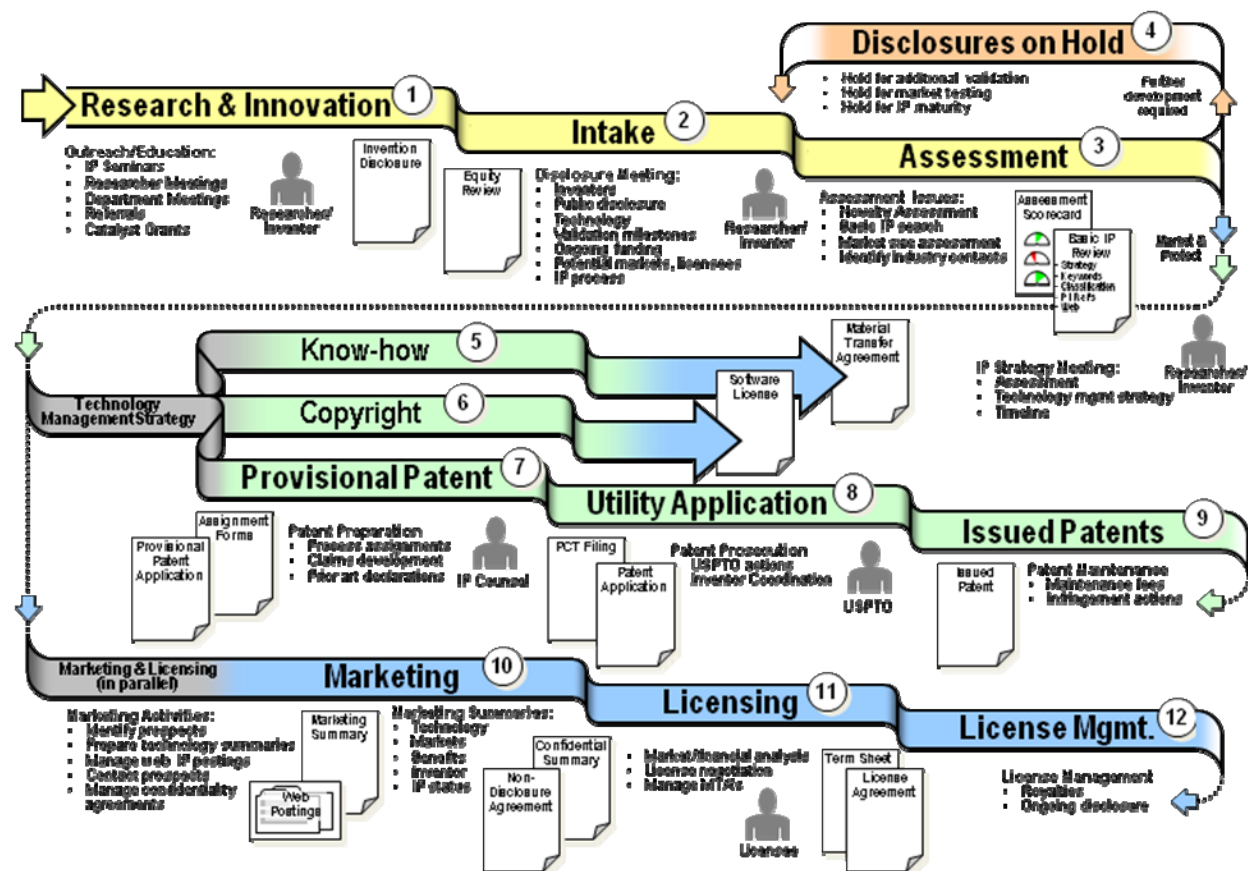 Disclosures on Hold
4
Hold for additional validation
Hold for market testing
Hold for IP maturity
Further
development
required
Research & Innovation
1
Outreach/Education:
IP Seminars
Researcher Meetings
Department Meetings
Referrals
Catalyst Grants
Researcher/
Inventor
Invention
Disclosure
Intake
2
Equity
Review
Disclosure Meeting:
Inventors
Public disclosure
Technology
Validation milestones
Ongoing funding
Potential markets, licensees
IP process
Researcher/
Inventor
Assessment
3
Assessment Issues:
Novelty Assessment
Basic IP search
Market size assessment
Identify industry contacts
Assessment
Scorecard
Basic IP
Review
Strategy
Keywords
Classification
PI Refs
Web
Market &
Protect
IP Strategy Meeting:
Assessment
Technology mgmt strategy
Timeline
Researcher/
Inventor
Technology
Management Strategy
Know-how
5
Material
Transfer
Agreement
Copyright
6
Software
License
Provisional Patent
7
Provisional
Patent
Application
Assignment
Forms
Patent Preparation
Process assignments
Claims development
Prior art declarations
IP Counsel
Utility Application
8
PCT Filing
Patent
Application
Patent Prosecution
USPTO actions
Inventor Coordination
USPTO
Issued Patents
9
Issued
Patent
Patent Maintenance
Maintenance fees
Infringement actions
Marketing & Licensing
(in parallel)
Marketing
10
Marketing Activities:
Identify prospects
Prepare technology summaries
Manage web IP postings
Contact prospects
Manage confidentiality
agreements
Marketing
Summary
Web
Postings
Marketing Summaries:
Technology
Markets
Benefits
Inventor
IP status
Confidential
Summary
Non-
Disclosure
Agreement
Licensing
11
Market/financial analysis
License negotiation
Manage MTA's
Licensee
Term Sheet
License
Agreement
License Mgmt.
12
License Management
Royalties
Ongoing disclosure